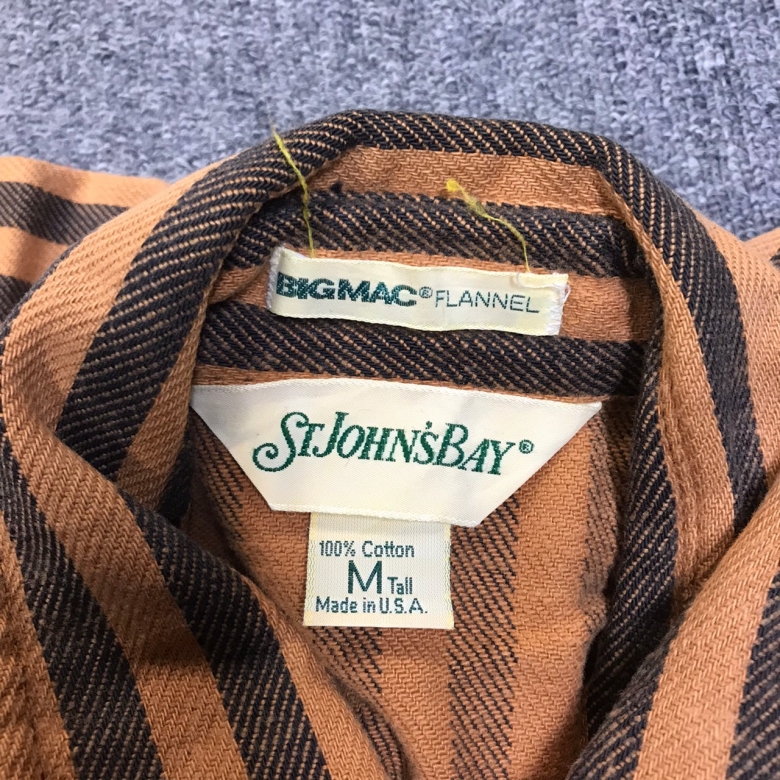 BIGMAC® FLANNEL
ST.JOHN'S BAY®
100% Cotton
M Tall
Made in U.S.A.